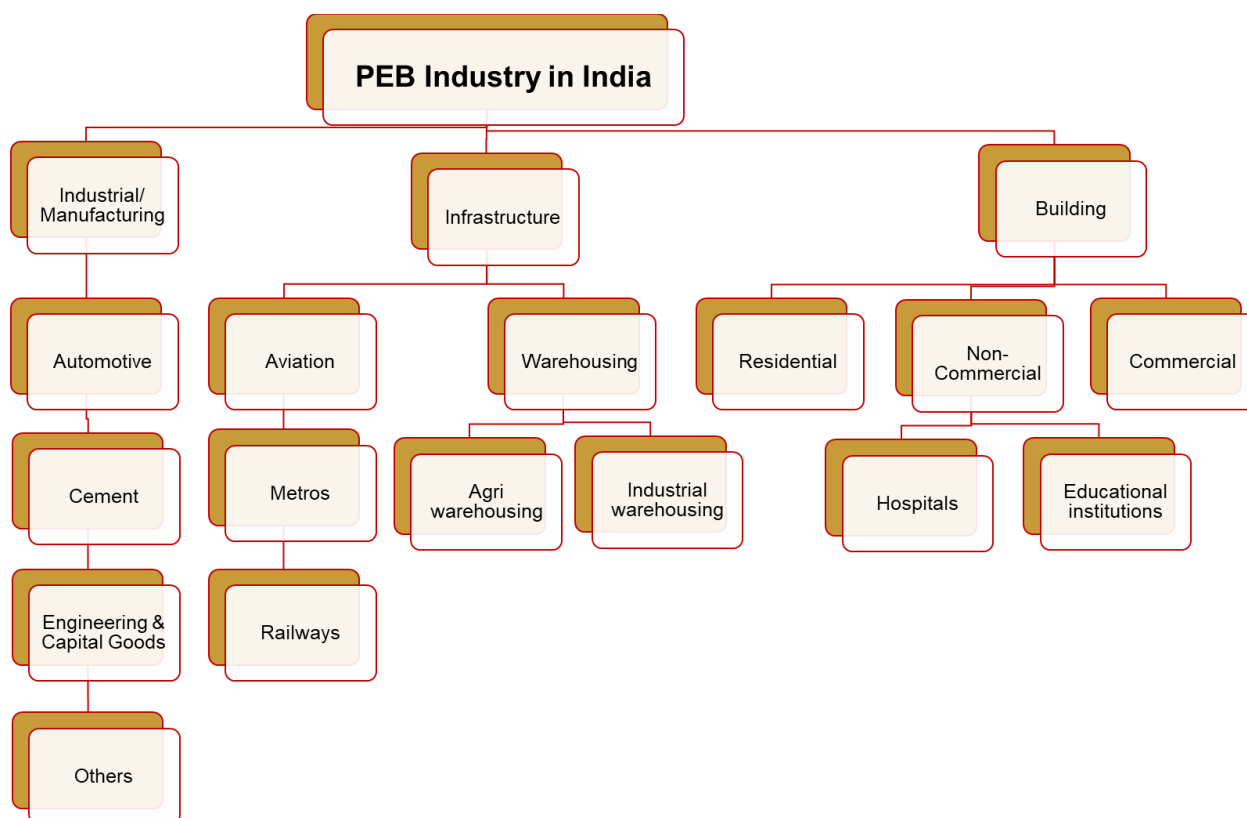 PEB Industry in India
Industrial/
Manufacturing
Infrastructure
Building
Automotive
Aviation
Warehousing
Residential
Non-
Commercial
Commercial
Cement
Metros
Agri
warehousing
Industrial
warehousing
Hospitals
Educational
institutions
Engineering &
Capital Goods
Railways
Others